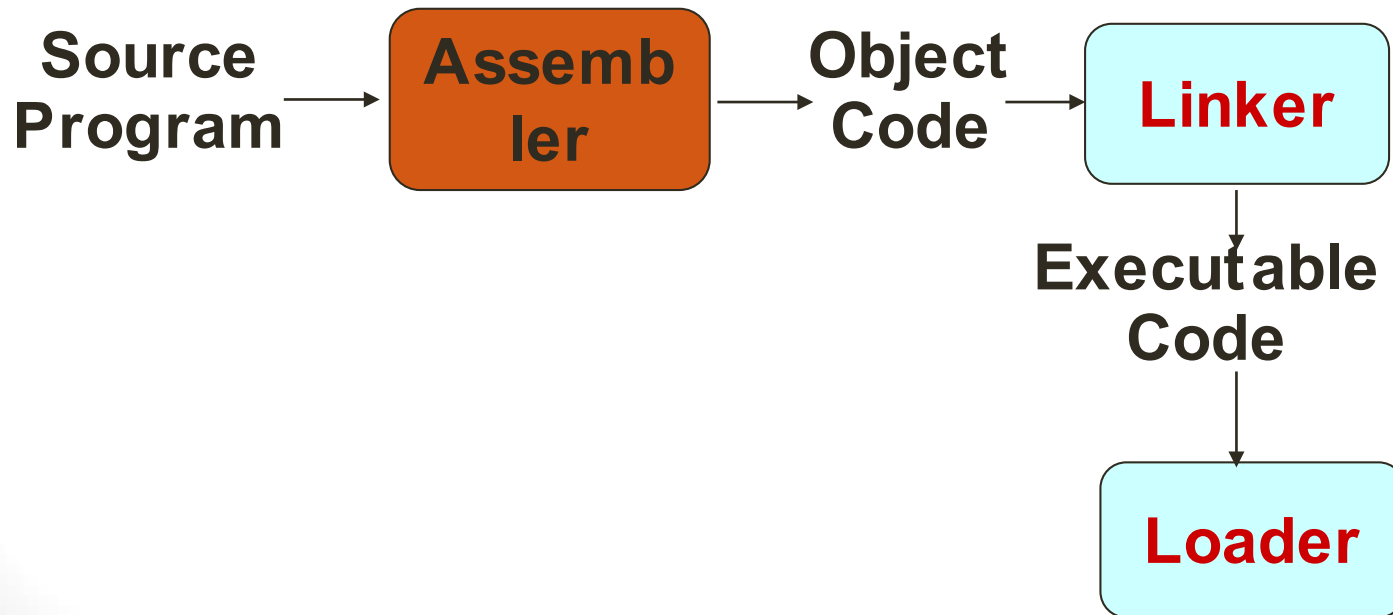 Source
Program
Assemb
ler
Object
Code
Linker
Executable
Code
Loader